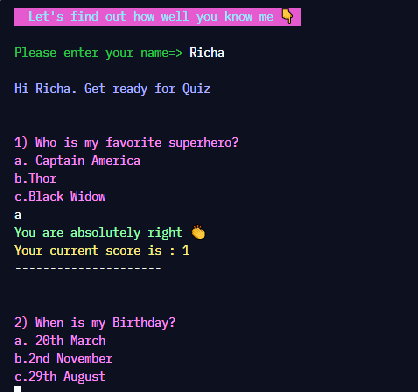 Let's find out how well you know me 👇
Please enter your name=> Richa
Hi Richa. Get ready for Quiz
1) Who is my favorite superhero?
a. Captain America
b.Thor
c.Black Widow
a
You are absolutely right 👏
Your current score is : 1
---------------------
2) When is my Birthday?
a. 20th March
b.2nd November
c.29th August